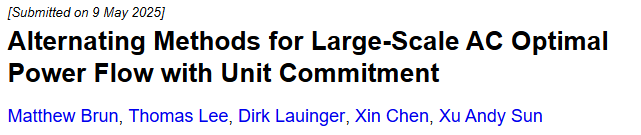 [Submitted on 9 May 2025]
Alternating Methods for Large-Scale AC Optimal
Power Flow with Unit Commitment
Matthew Brun, Thomas Lee, Dirk Lauinger, Xin Chen, Xu Andy Sun